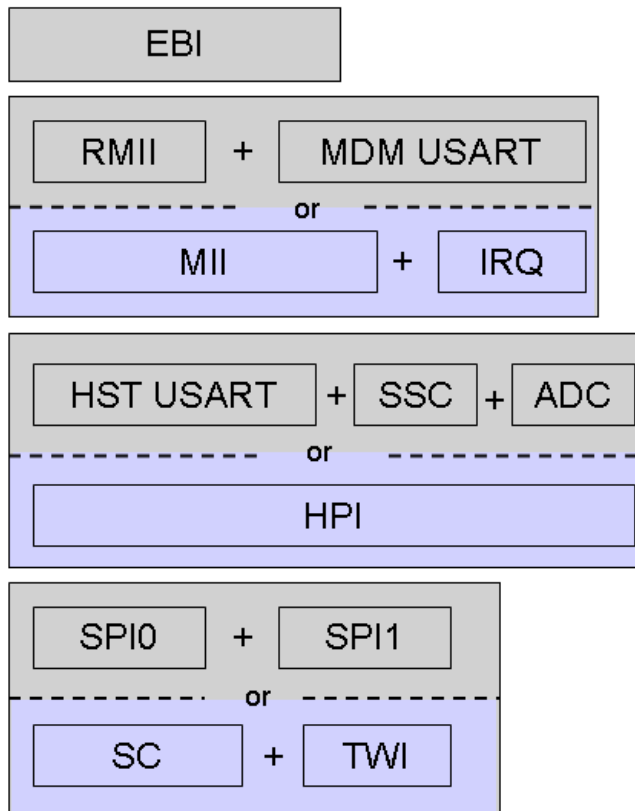 EBI
RMII + MDM USART
or
MII + IRQ
HST USART + SSC + ADC
or
HPI
SPI0 + SPI1
or
SC + TWI